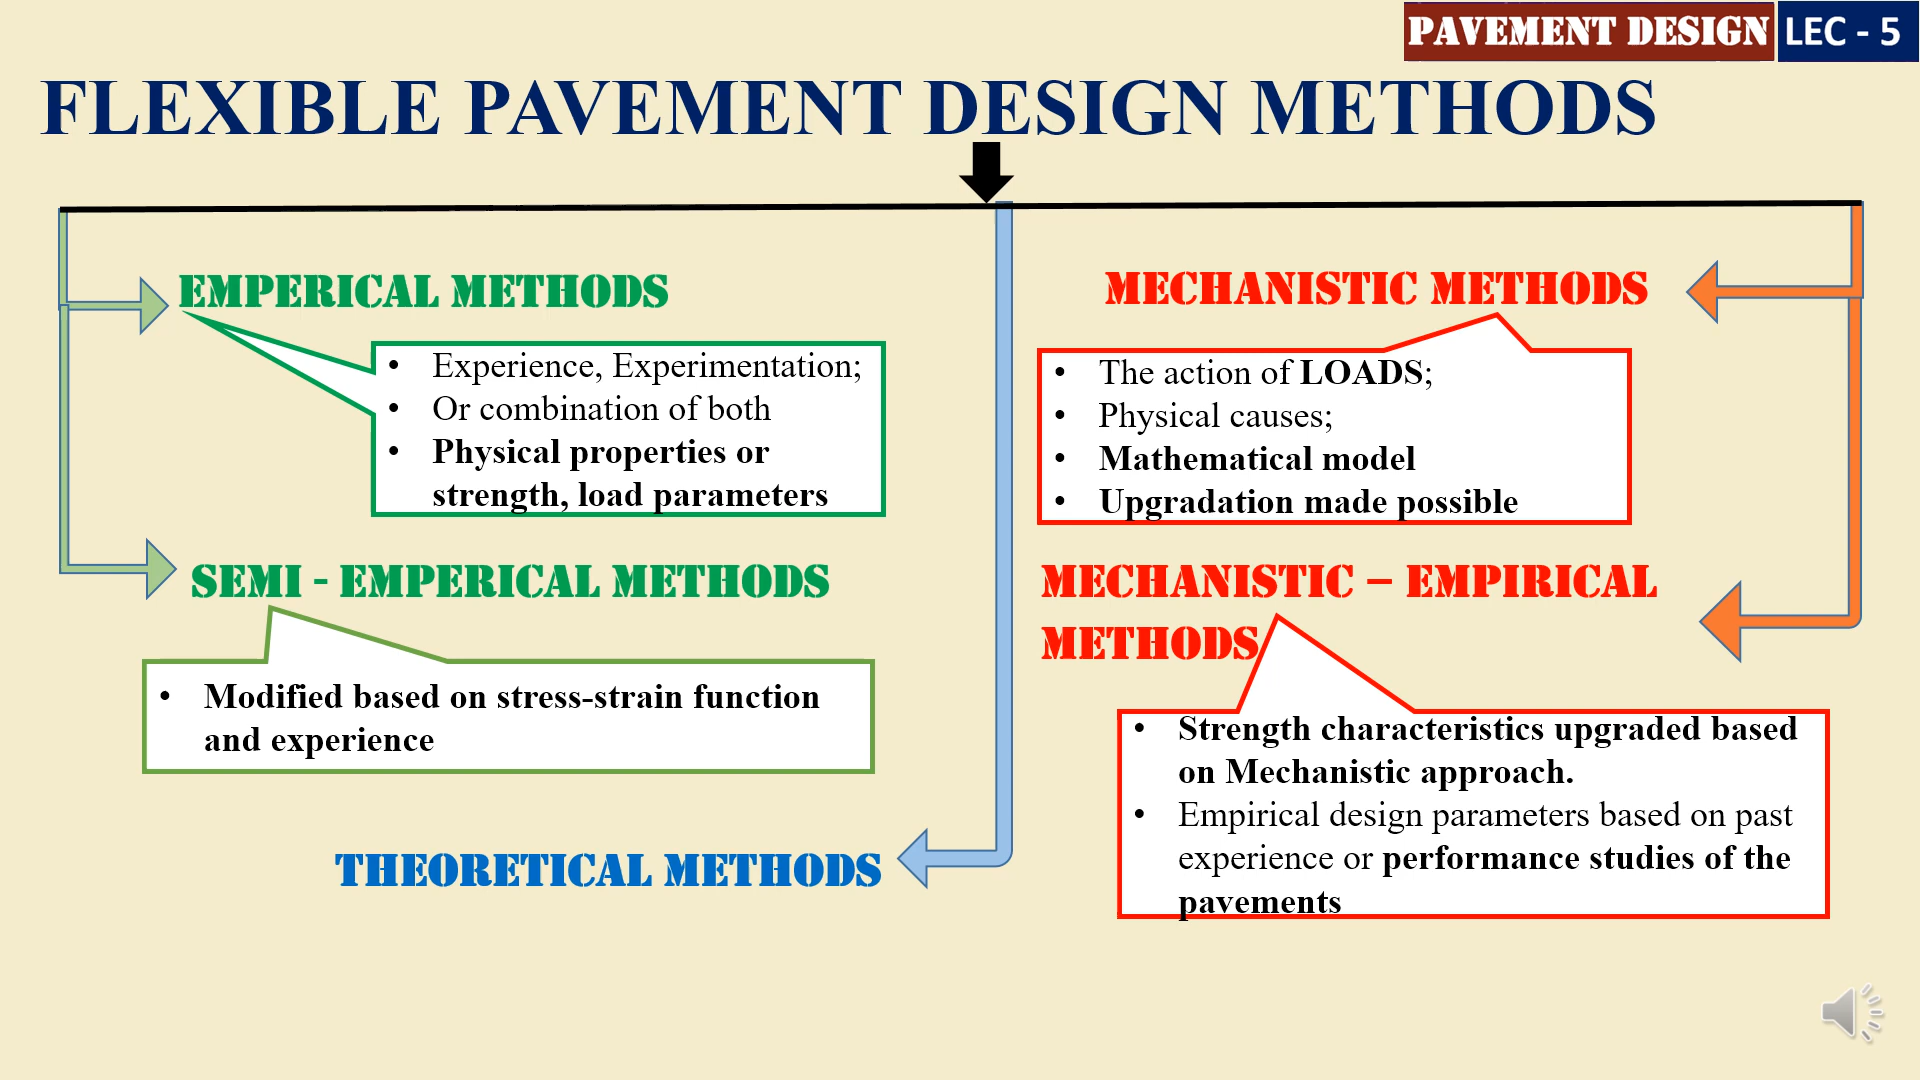 PAVEMENT DESIGN LEC - 5
FLEXIBLE PAVEMENT DESIGN METHODS
EMPERICAL METHODS
• Experience, Experimentation;
• Or combination of both
• Physical properties or
strength, load parameters
SEMI - EMPERICAL METHODS
• Modified based on stress-strain function
and experience
THEORETICAL METHODS
MECHANISTIC METHODS
• The action of LOADS;
• Physical causes;
• Mathematical model
• Upgradation made possible
MECHANISTIC – EMPIRICAL
METHODS
• Strength characteristics upgraded based
on Mechanistic approach.
• Empirical design parameters based on past
experience or performance studies of the
pavements